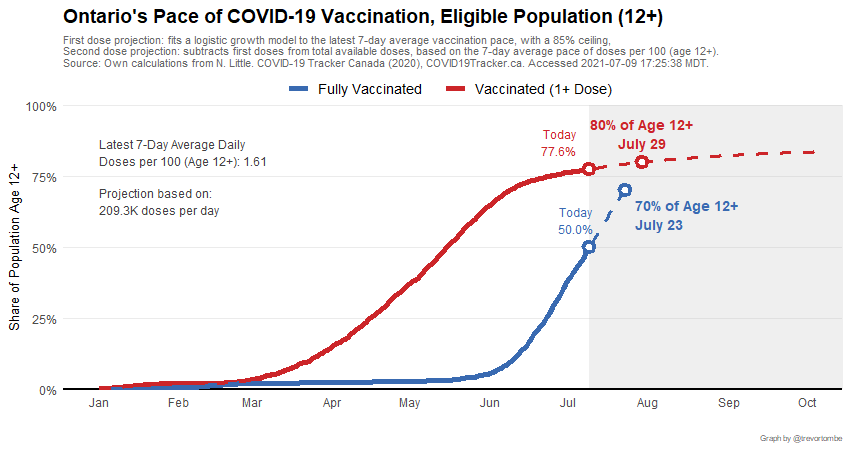 Ontario's Pace of COVID-19 Vaccination, Eligible Population (12+)
First dose projection: fits a logistic growth model to the latest 7-day average vaccination pace, with a 85% ceiling,
Second dose projection: subtracts first doses from total available doses, based on the 7-day average pace of doses per 100 (age 12+).
Source: Own calculations from N. Little. COVID-19 Tracker Canada (2020), COVID19Tracker.ca. Accessed 2021-07-09 17:25:38 MDT.
Fully Vaccinated
Vaccinated (1+ Dose)
Share of Population, Age 12+
100%
75%
50%
25%
0%
Latest 7-Day Average Daily
Doses per 100 (Age 12+): 1.61
Projection based on:
209.3K doses per day
Today
77.6%
80% of Age 12+
July 29
Today
50.0%
70% of Age 12+
July 23
Jan
Feb
Mar
Apr
May
Jun
Jul
Aug
Sep
Oct
Graph by @trevortombe